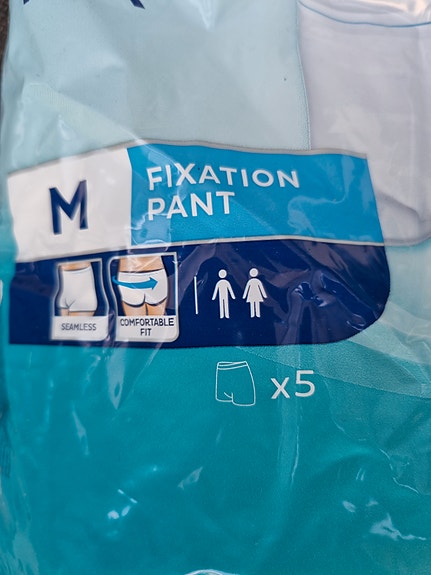 M
FIXATION
PANT
SEAMLESS
COMFORTABLE
FIT
x5